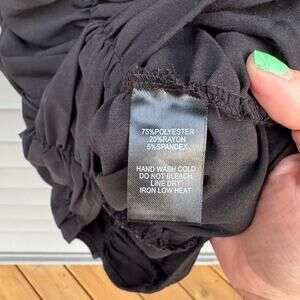 75%POLYESTER
20%RAYON
5%SPANDEX
HAND WASH COLD
DO NOT BLEACH
LINE DRY
IRON LOW HEAT